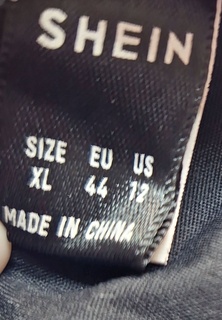 SHEIN
SIZE EU US
XL 44 12
MADE IN CHINA